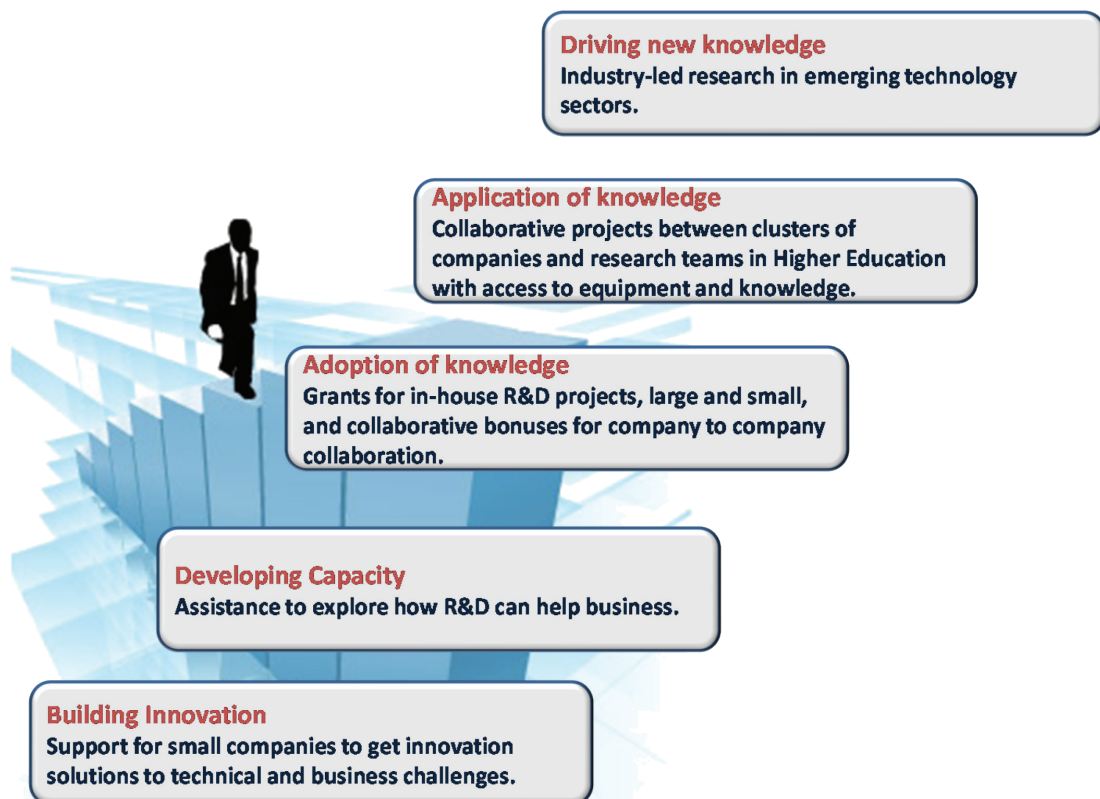 Driving new knowledge
Industry-led research in emerging technology
sectors.
Application of knowledge
Collaborative projects between clusters of
companies and research teams in Higher Education
with access to equipment and knowledge.
Adoption of knowledge
Grants for in-house R&D projects, large and small,
and collaborative bonuses for company to company
collaboration.
Developing Capacity
Assistance to explore how R&D can help business.
Building Innovation
Support for small companies to get innovation
solutions to technical and business challenges.